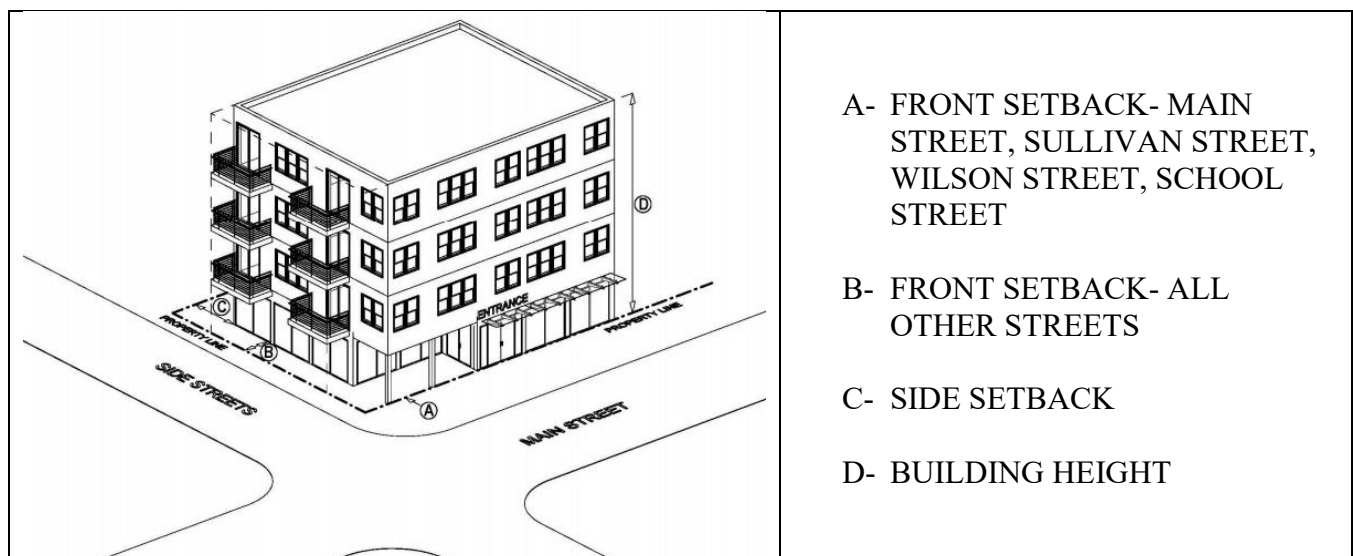 D
ENTRANCE
C
PROPERTY LINE
PROPERTY LINE
B
SIDE STREETS
A
MAIN STREET
A- FRONT SETBACK- MAIN
STREET, SULLIVAN STREET,
WILSON STREET, SCHOOL
STREET
B- FRONT SETBACK- ALL
OTHER STREETS
C- SIDE SETBACK
D- BUILDING HEIGHT